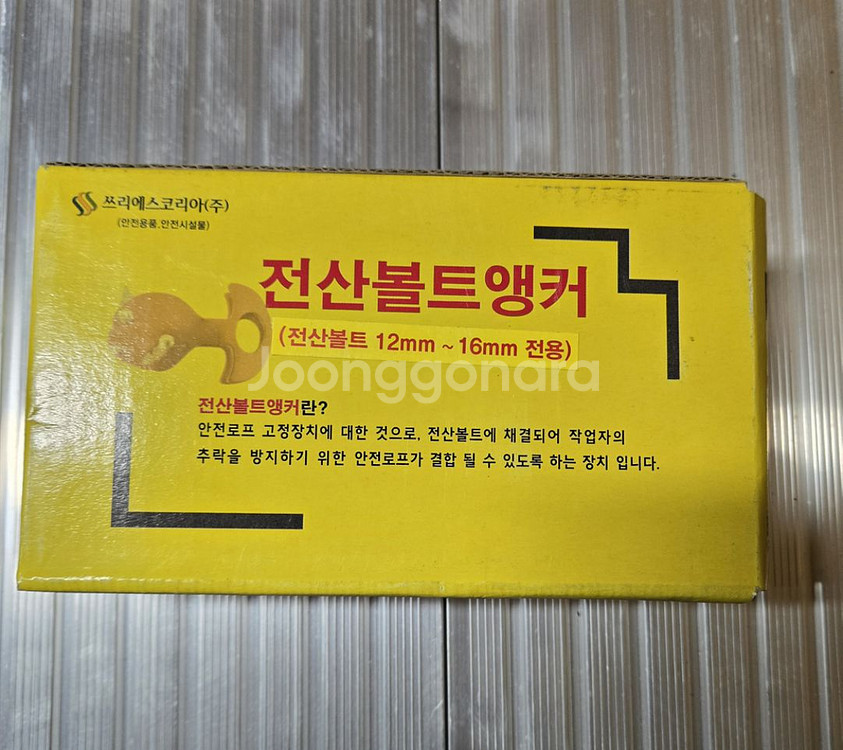 쓰리에스코리아(주)
(안전용품,안전시설물)
전산볼트앵커
(전산볼트 12mm ~ 16mm 전용)
Joonggonara
전산볼트앵커란?
안전로프 고정장치에 대한 것으로, 전산볼트에 채결되어 작업자의
추락을 방지하기 위한 안전로프가 결합 될 수 있도록 하는 장치 입니다.